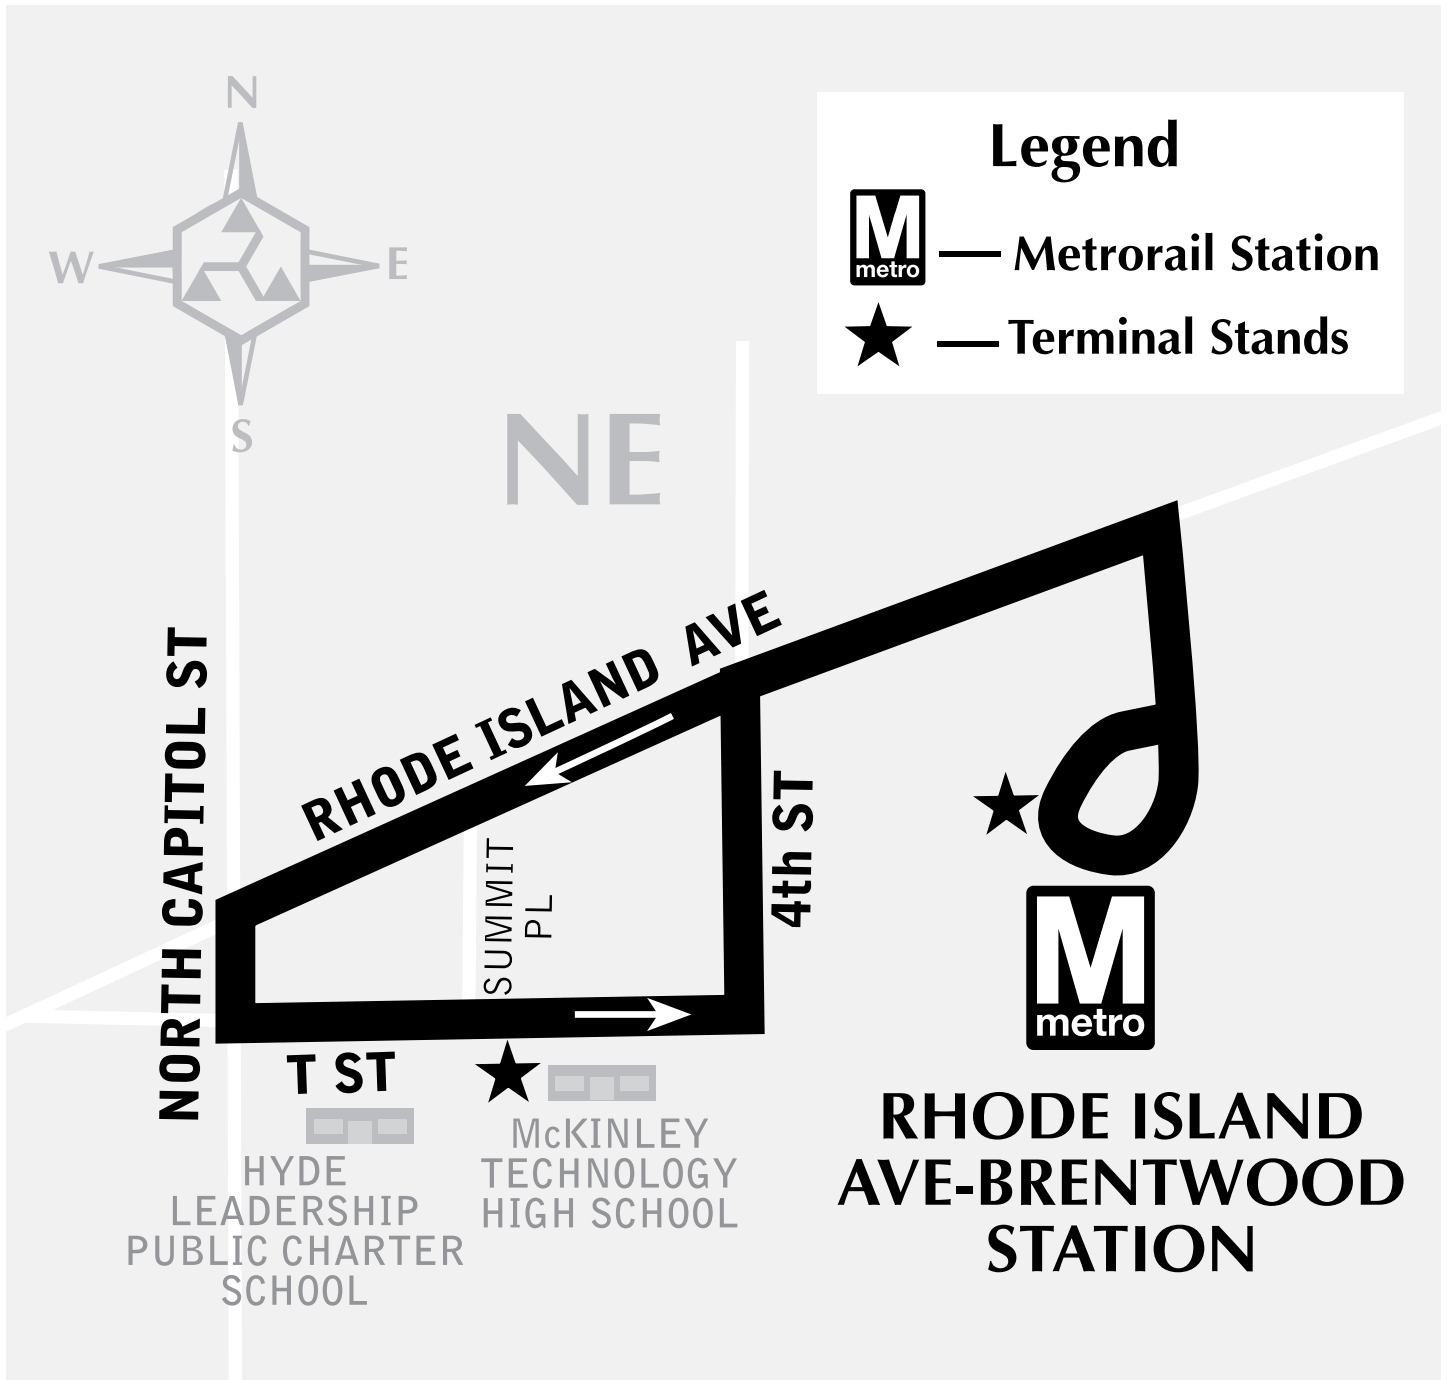 N
W
E
S
Legend
M
metro
Metrorail Station
Terminal Stands
NE
RHODE ISLAND AVE
NORTH CAPITOL ST
SUMMIT
PL
4th ST
T ST
M
metro
HYDE
LEADERSHIP
PUBLIC CHARTER
SCHOOL
McKINLEY
TECHNOLOGY
HIGH SCHOOL
RHODE ISLAND
AVE-BRENTWOOD
STATION